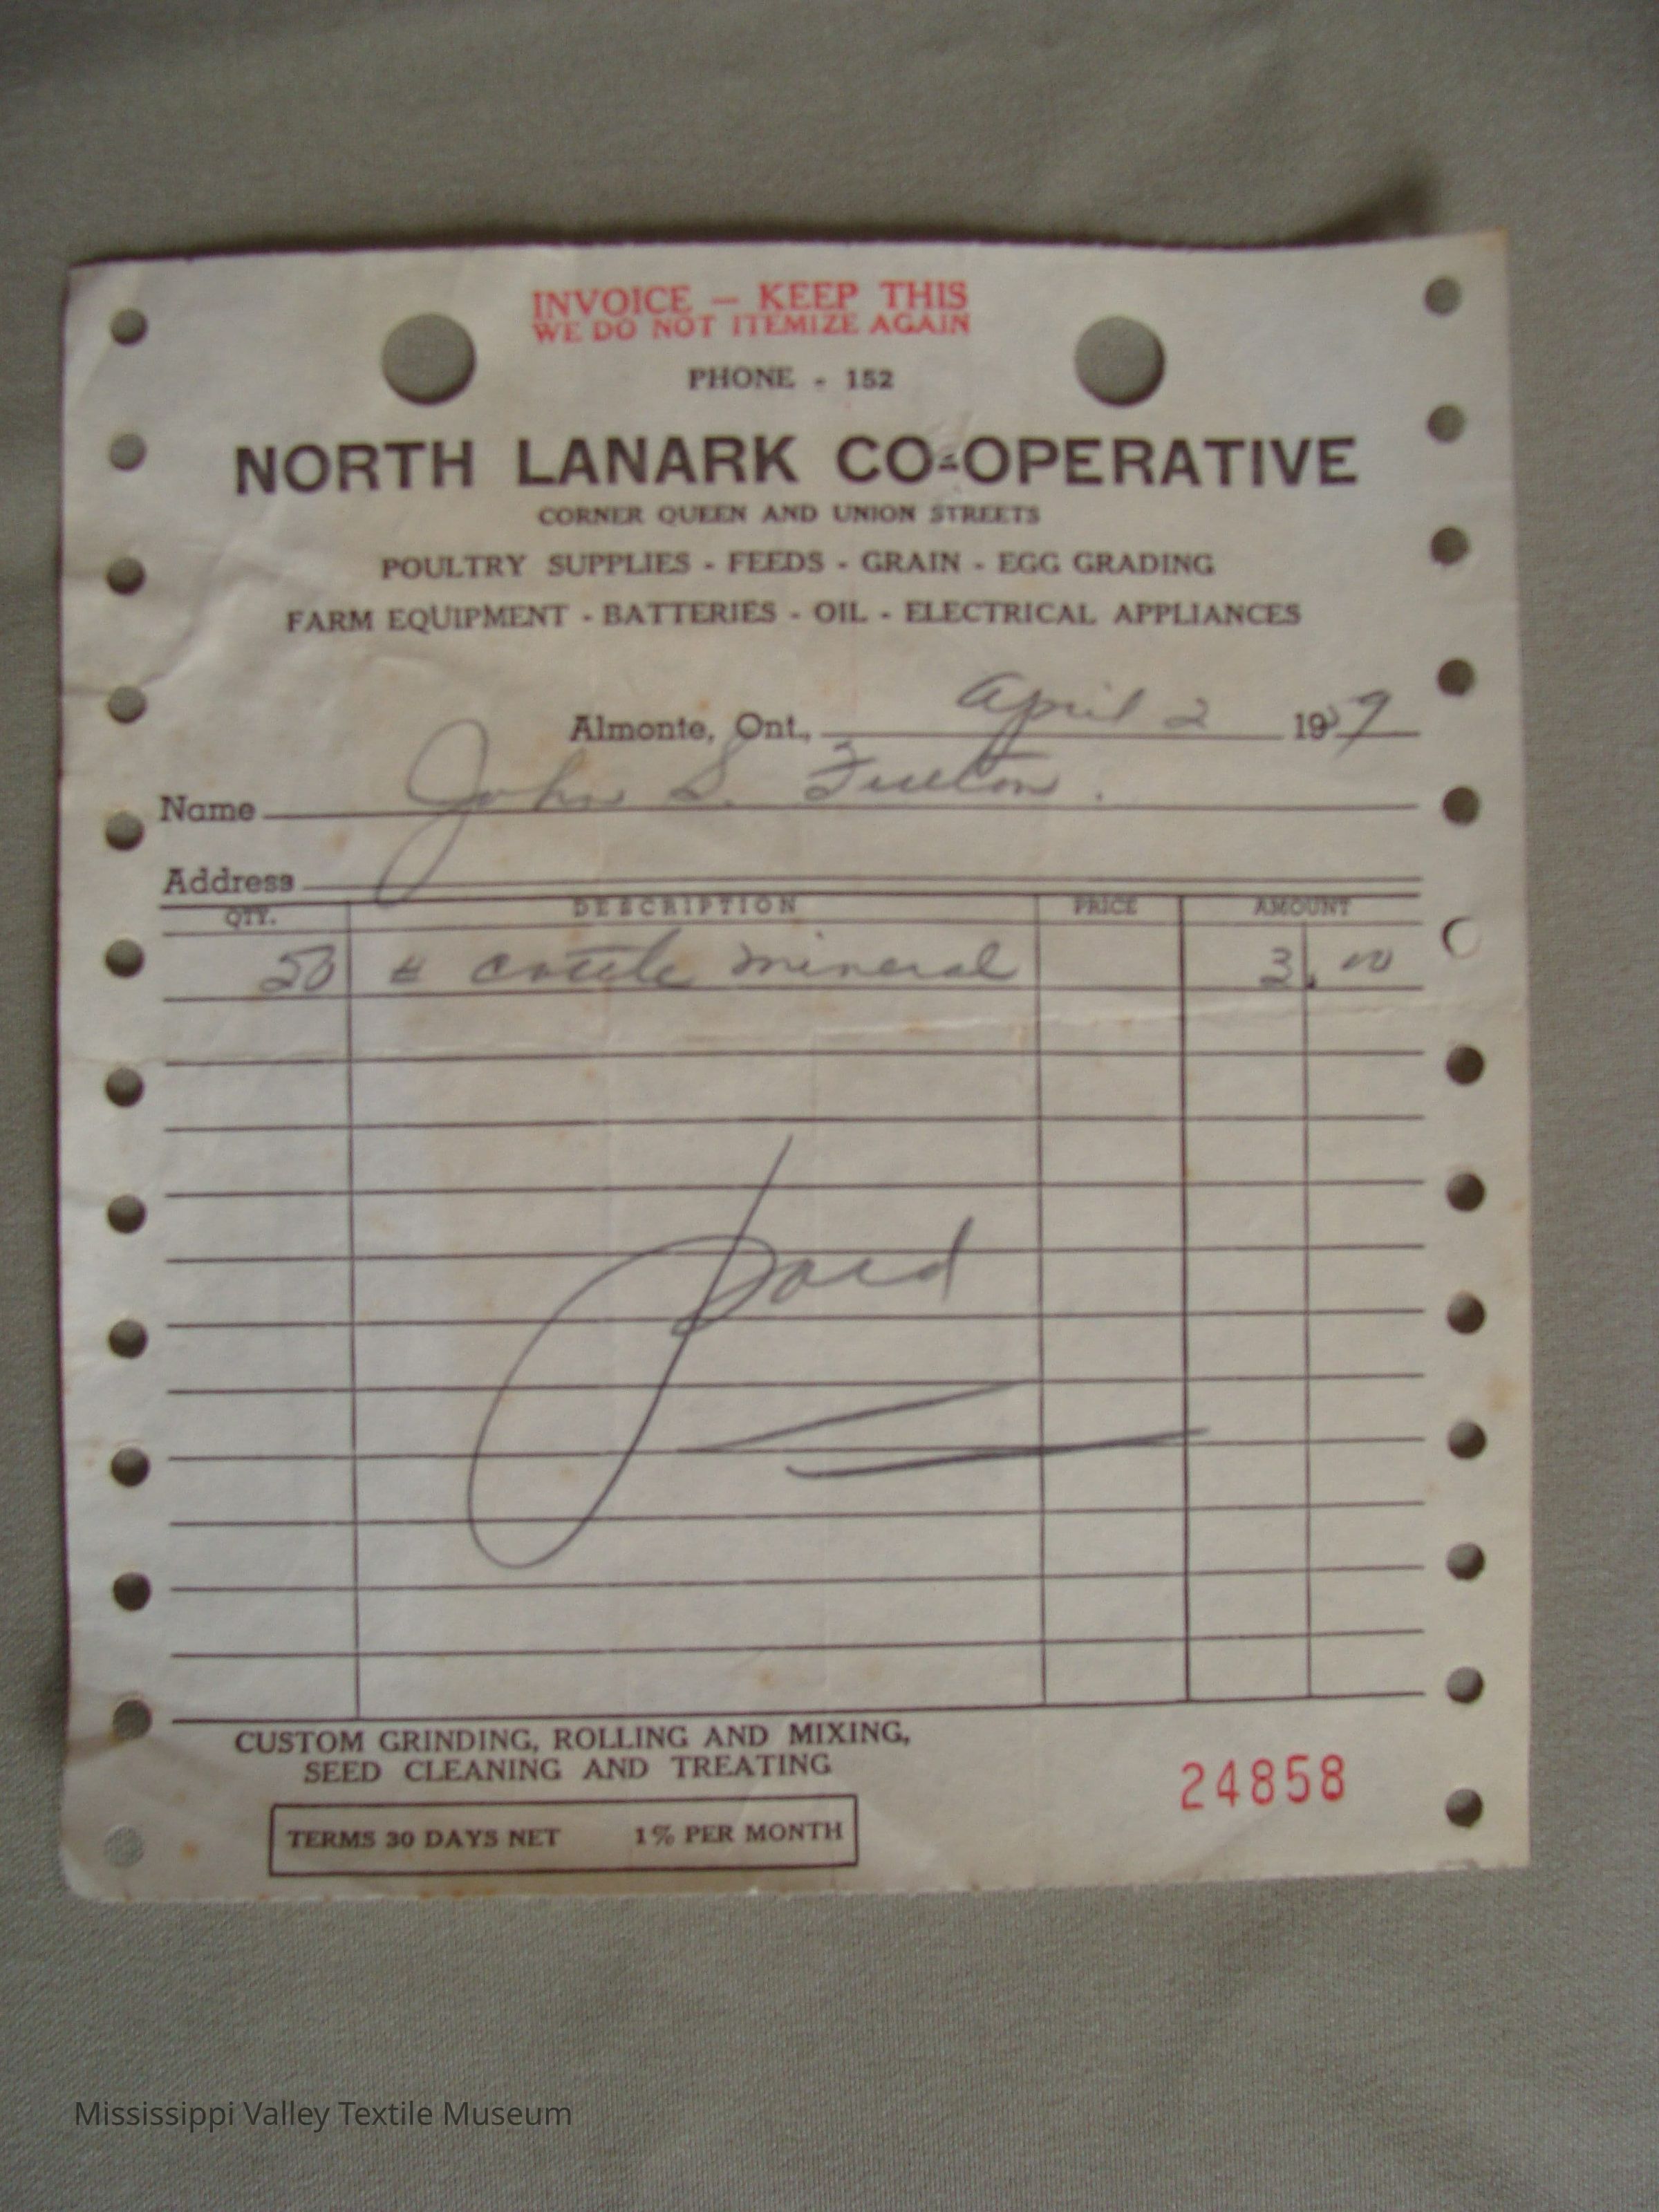 INVOICE — KEEP THIS
WE DO NOT ITEMIZE AGAIN
PHONE - 152
NORTH LANARK CO-OPERATIVE
CORNER QUEEN AND UNION STREETS
POULTRY SUPPLIES - FEEDS - GRAIN - EGG GRADING
FARM EQUIPMENT - BATTERIES - OIL - ELECTRICAL APPLIANCES
Almonte, Ont., April 2 19
Name John S. Fulton.
Address
QTY. DESCRIPTION PRICE AMOUNT
50 # cattle mineral 3.00
Paid
CUSTOM GRINDING, ROLLING AND MIXING,
SEED CLEANING AND TREATING
24858
TERMS 30 DAYS NET 1% PER MONTH
Mississippi Valley Textile Museum